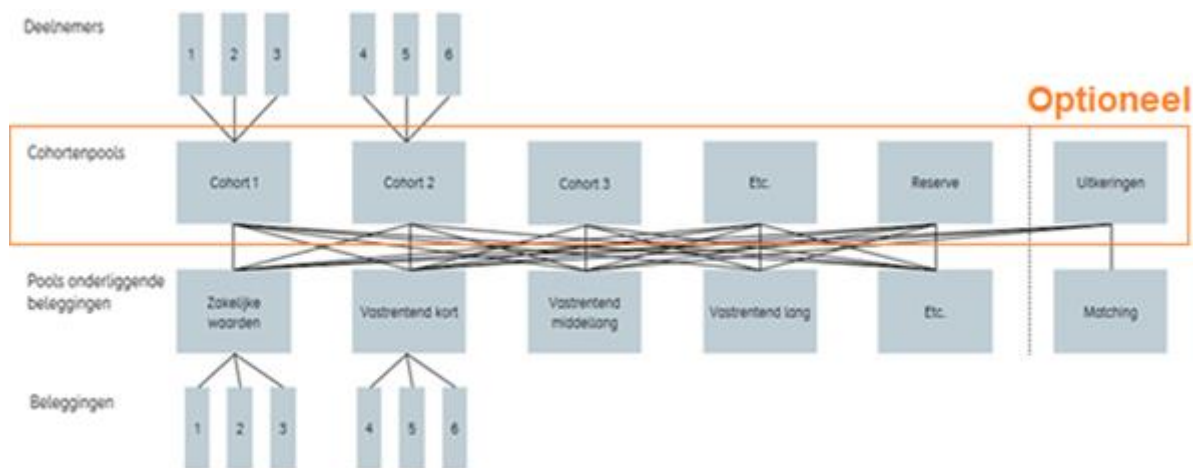 Deelnemers
1 2 3 4 5 6
Optioneel
Cohortenpools
Cohort 1
Cohort 2
Cohort 3
Etc.
Reserve
Uitkeringen
Pools onderliggende
beleggingen
Zakelijke
waarden
Vastrentend kort
Vastrentend
middellang
Vastrentend lang
Etc.
Matching
Beleggingen
1 2 3 4 5 6